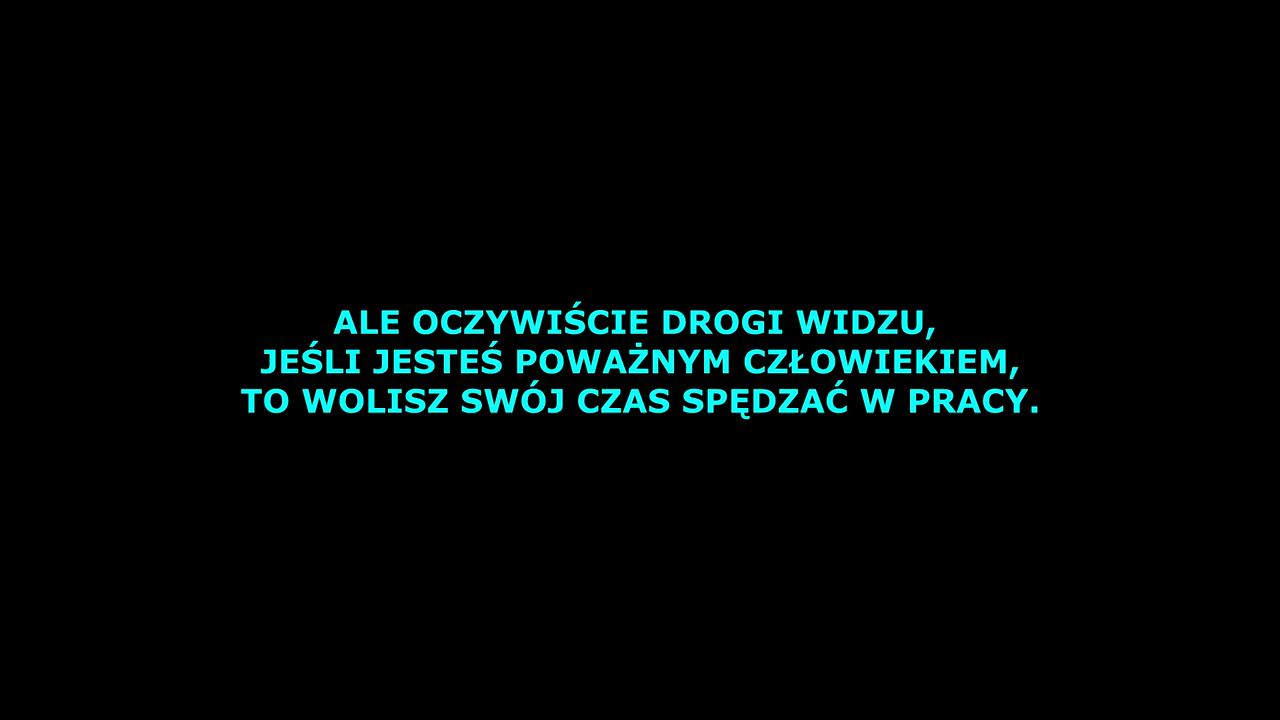 ALE OCZYWIŚCIE DROGI WIDZU,
JEŚLI JESTEŚ POWAŻNYM CZŁOWIEKIEM,
TO WOLISZ SWÓJ CZAS SPĘDZAĆ W PRACY.